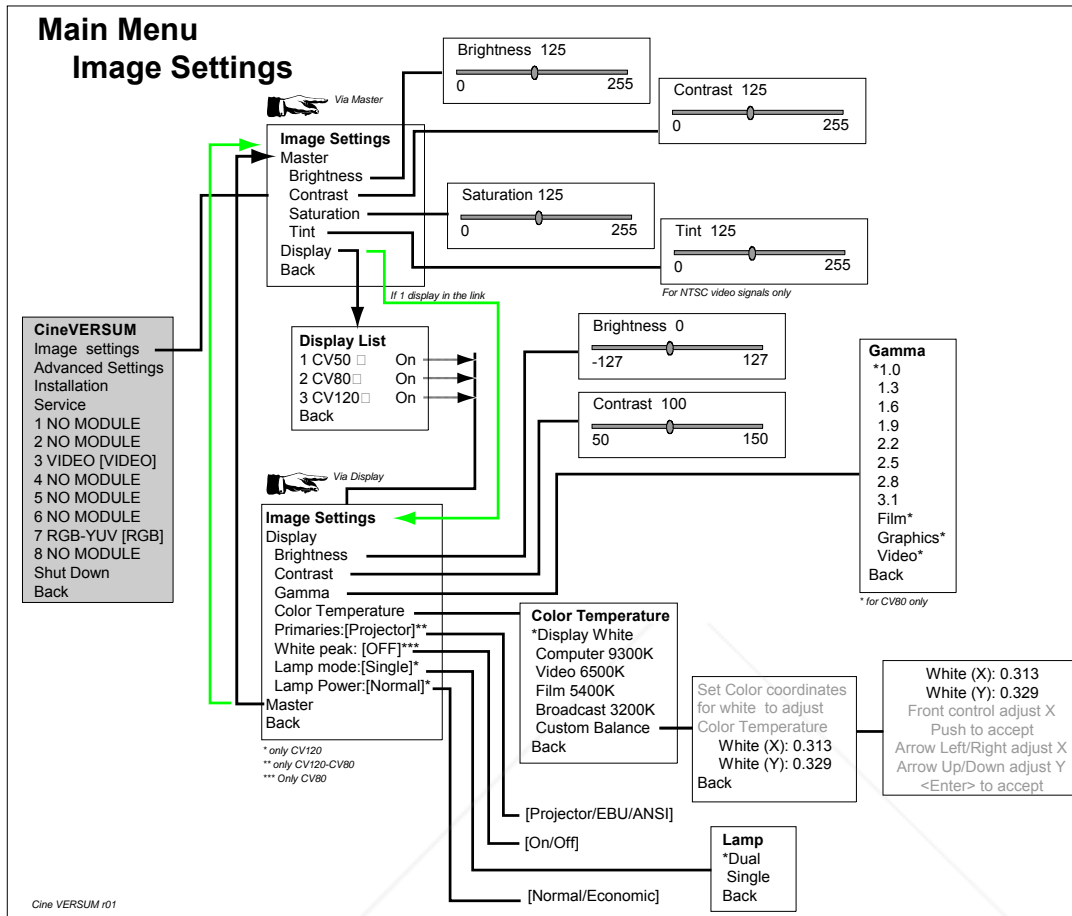 Main Menu
Image Settings
Via Master
Image Settings
Master
Brightness
Contrast
Saturation
Tint
Display
Back
Brightness 125
0 255
Contrast 125
0 255
Saturation 125
0 255
Tint 125
0 255
For NTSC video signals only
If 1 display in the link
CineVERSUM
Image settings
Advanced Settings
Installation
Service
1 NO MODULE
2 NO MODULE
3 VIDEO [VIDEO]
4 NO MODULE
5 NO MODULE
6 NO MODULE
7 RGB-YUV [RGB]
8 NO MODULE
Shut Down
Back
Display List
1 CV50 □ On
2 CV80□ On
3 CV120□ On
Back
Via Display
Image Settings
Display
Brightness
Contrast
Gamma
Color Temperature
Primaries:[Projector]**
White peak: [OFF]***
Lamp mode:[Single]*
Lamp Power:[Normal]*
Master
Back
* only CV120
** only CV120-CV80
*** Only CV80
Brightness 0
-127 127
Contrast 100
50 150
Gamma
*1.0
1.3
1.6
1.9
2.2
2.5
2.8
3.1
Film*
Graphics*
Video*
Back
* for CV80 only
Color Temperature
*Display White
Computer 9300K
Video 6500K
Film 5400K
Broadcast 3200K
Custom Balance
Back
Set Color coordinates
for white to adjust
Color Temperature
White (X): 0.313
White (Y): 0.329
Back
White (X): 0.313
White (Y): 0.329
Front control adjust X
Push to accept
Arrow Left/Right adjust X
Arrow Up/Down adjust Y
<Enter> to accept
[Projector/EBU/ANSI]
[On/Off]
[Normal/Economic]
Lamp
*Dual
Single
Back
Cine VERSUM r01